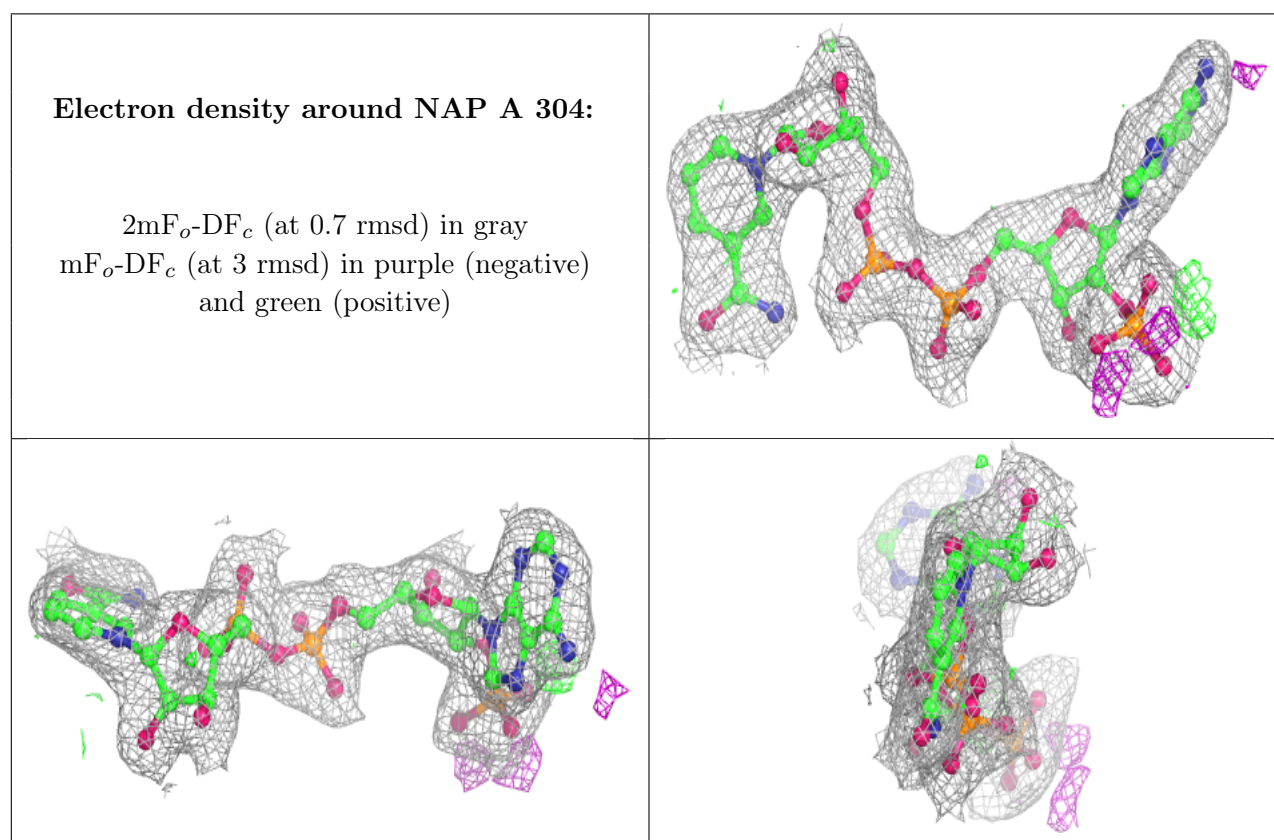 Electron density around NAP A 304:
2mFo-DFc (at 0.7 rmsd) in gray
mFo-DFc (at 3 rmsd) in purple (negative)
and green (positive)